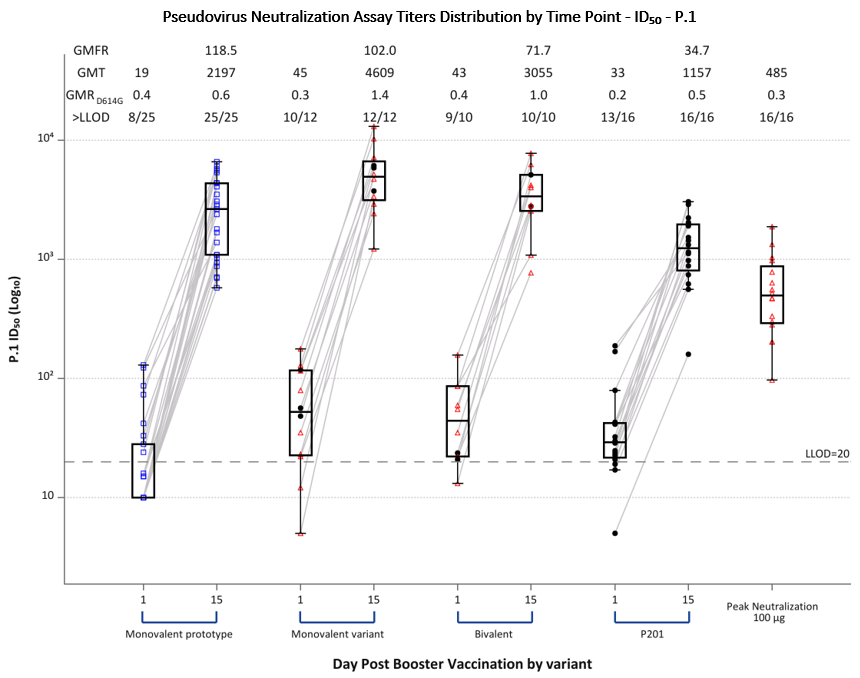 Pseudovirus Neutralization Assay Titers Distribution by Time Point - ID₅₀ - P.1
GMFR 118.5 102.0 71.7 34.7
GMT 19 2197 45 4609 43 3055 33 1157 485
GMR D614G 0.4 0.6 0.3 1.4 0.4 1.0 0.2 0.5 0.3
>LLOD 8/25 25/25 10/12 12/12 9/10 10/10 13/16 16/16 16/16
10⁴
10³
10²
LLOD=20
10
P.1 ID₅₀ (Log₁₀)
1 15 1 15 1 15 1 15
Peak Neutralization
100 µg
Monovalent prototype Monovalent variant Bivalent P201
Day Post Booster Vaccination by variant